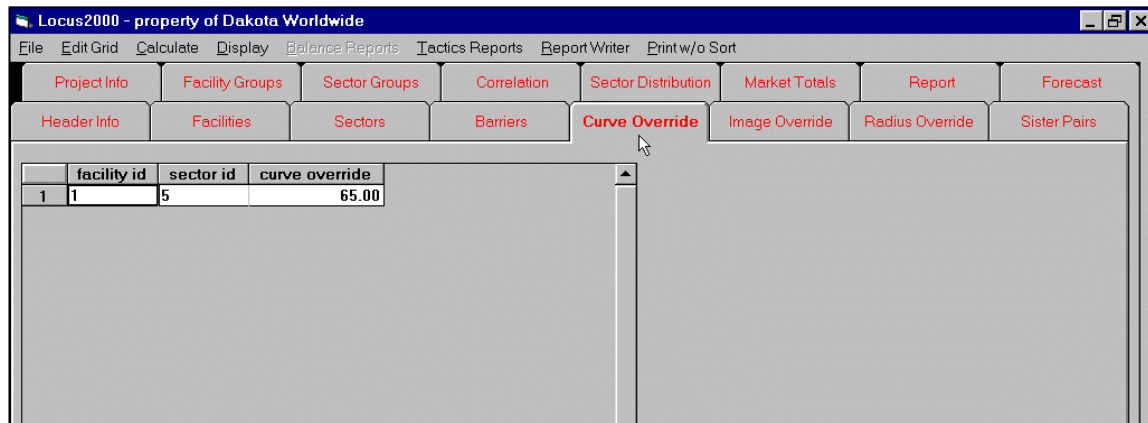 Locus2000 - property of Dakota Worldwide
File Edit Grid Calculate Display Balance Reports Tactics Reports Report Writer Print w/o Sort
Project Info Facility Groups Sector Groups Correlation Sector Distribution Market Totals Report Forecast
Header Info Facilities Sectors Barriers Curve Override Image Override Radius Override Sister Pairs
facility id sector id curve override
1 1 5 65.00